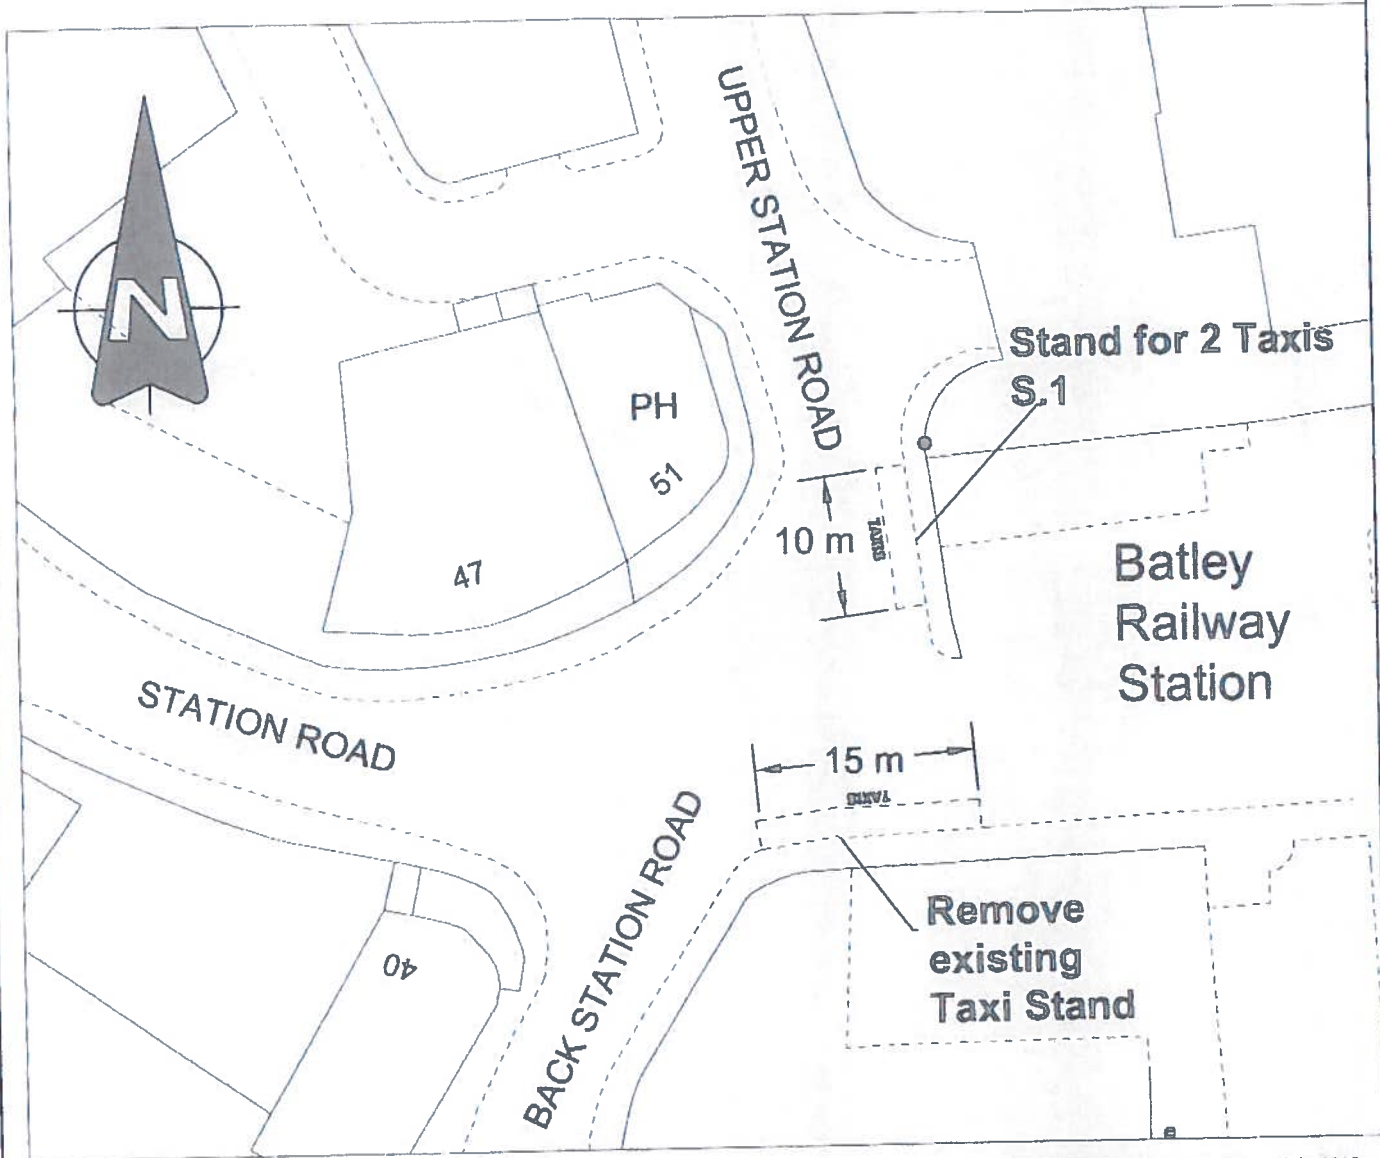 UPPER STATION ROAD
N
Stand for 2 Taxis
S.1
PH
51
TAXIS
10 m
47
Batley
Railway
Station
STATION ROAD
15 m
TAXIS
BACK STATION ROAD
Remove
existing
Taxi Stand
40